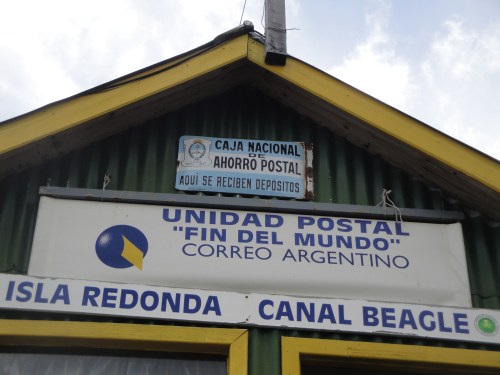 CAJA NACIONAL
DE
AHORRO POSTAL
AQUÍ SE RECIBEN DEPOSITOS
UNIDAD POSTAL
"FIN DEL MUNDO"
CORREO ARGENTINO
ISLA REDONDA CANAL BEAGLE